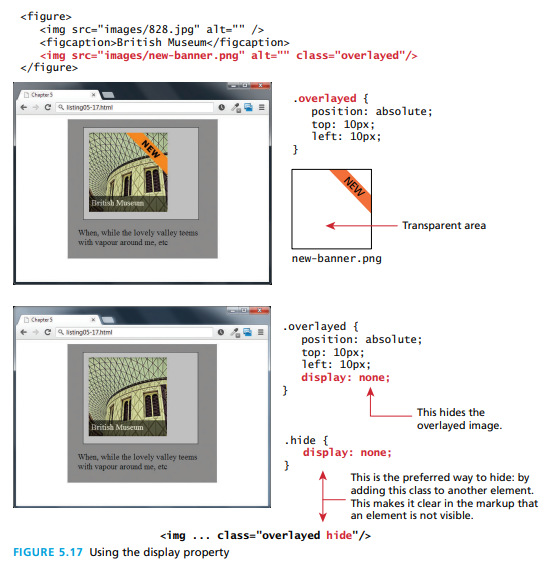 <figure>
<img src="images/828.jpg" alt="" />
<figcaption>British Museum</figcaption>
<img src="images/new-banner.png" alt="" class="overlayed"/>
</figure>
Chapter 5
listing05-17.html
NEW
British Museum
When, while the lovely valley teems
with vapour around me, etc
.overlayed {
position: absolute;
top: 10px;
left: 10px;
}
NEW
Transparent area
new-banner.png
Chapter 5
listing05-17.html
British Museum
When, while the lovely valley teems
with vapour around me, etc
.overlayed {
position: absolute;
top: 10px;
left: 10px;
display: none;
}
This hides the
overlayed image.
.hide {
display: none;
}
This is the preferred way to hide: by
adding this class to another element.
This makes it clear in the markup that
an element is not visible.
<img ... class="overlayed hide"/>
FIGURE 5.17 Using the display property